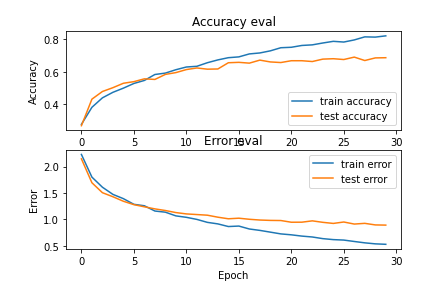 Accuracy eval
0.8
0.6
0.4
Accuracy
train accuracy
test accuracy
0 5 10 15 20 25 30
Error eval
2.0
1.5
1.0
0.5
Error
train error
test error
0 5 10 15 20 25 30
Epoch